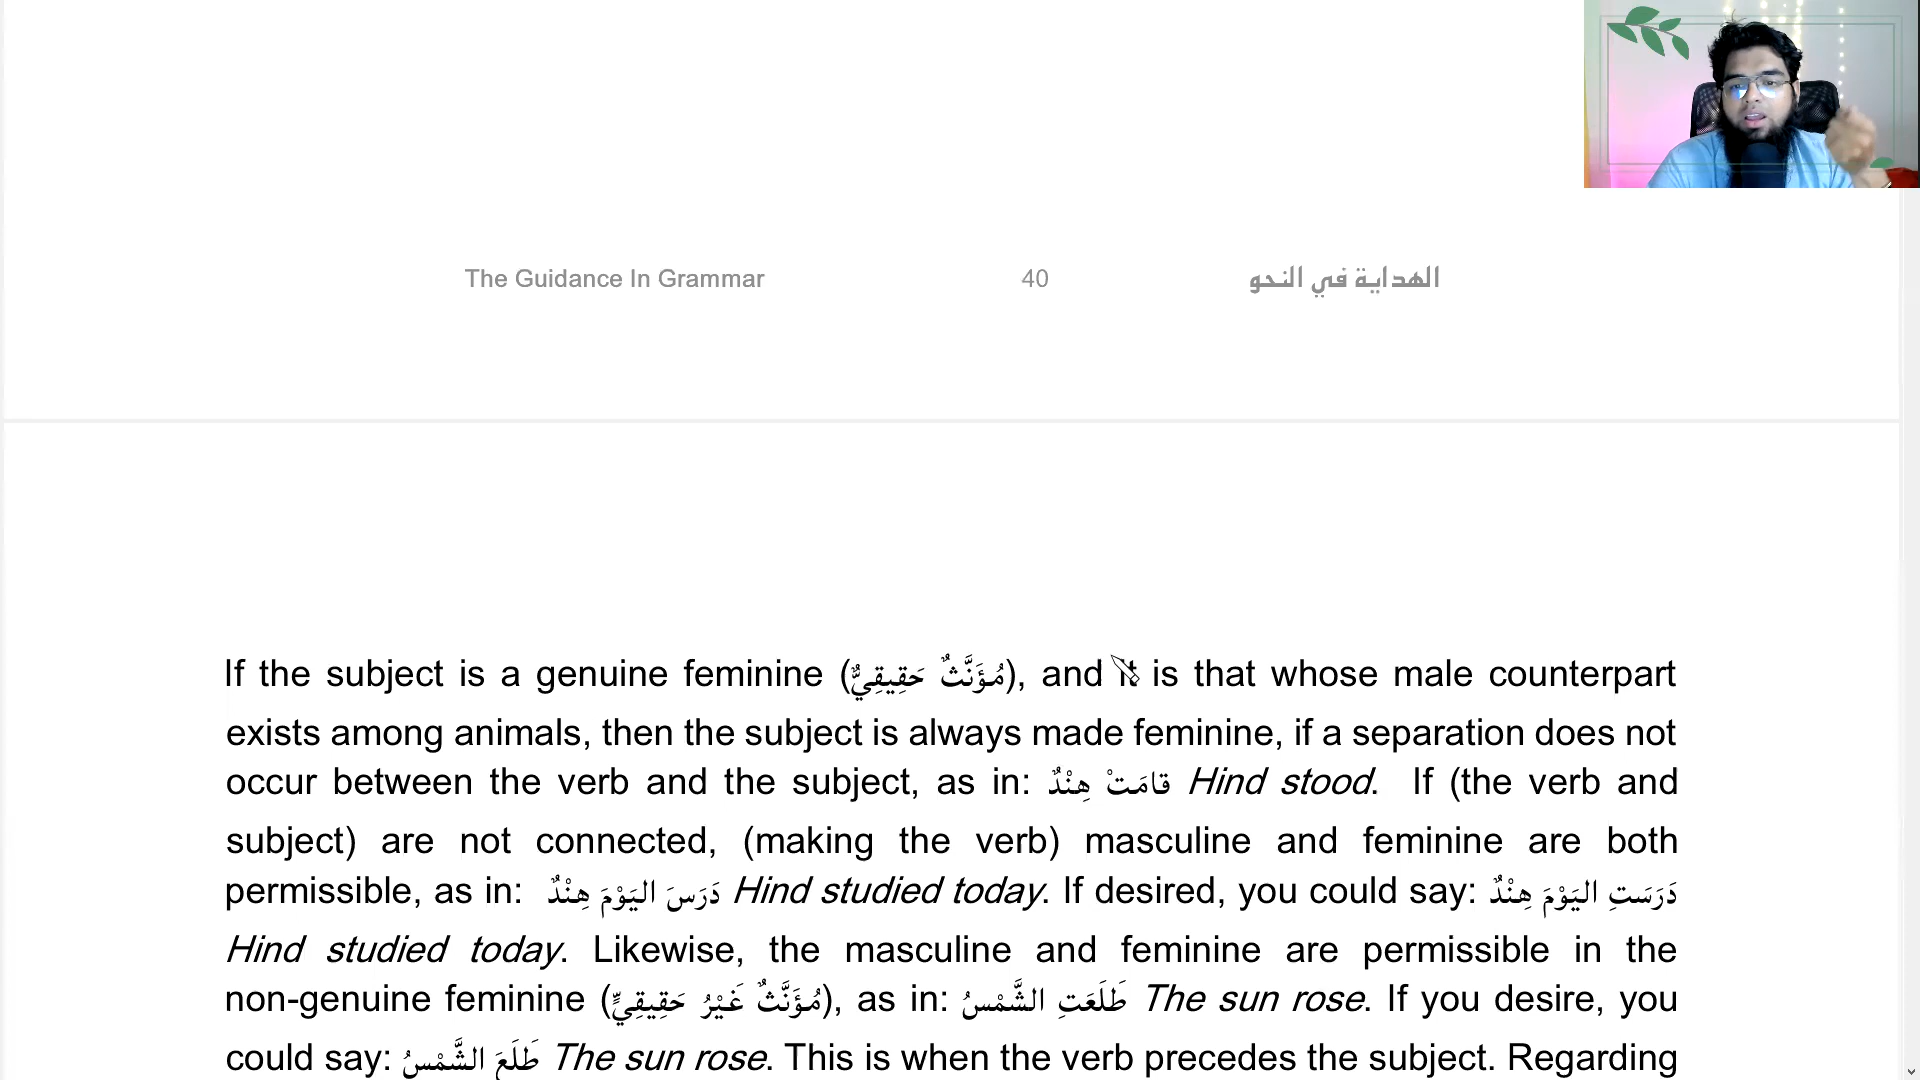 The Guidance In Grammar 40 الهداية في النحو
If the subject is a genuine feminine (مُؤَنَّثٌ حَقِيقِيٌّ), and it is that whose male counterpart
exists among animals, then the subject is always made feminine, if a separation does not
occur between the verb and the subject, as in: قامَتْ هِنْدٌ Hind stood. If (the verb and
subject) are not connected, (making the verb) masculine and feminine are both
permissible, as in: دَرَسَ اليَوْمَ هِنْدٌ Hind studied today. If desired, you could say: دَرَسَتِ اليَوْمَ هِنْدٌ
Hind studied today. Likewise, the masculine and feminine are permissible in the
non-genuine feminine (مُؤَنَّثٌ غَيْرُ حَقِيقِيٍّ), as in: طَلَعَتِ الشَّمْسُ The sun rose. If you desire, you
could say: طَلَعَ الشَّمْسُ The sun rose. This is when the verb precedes the subject. Regarding